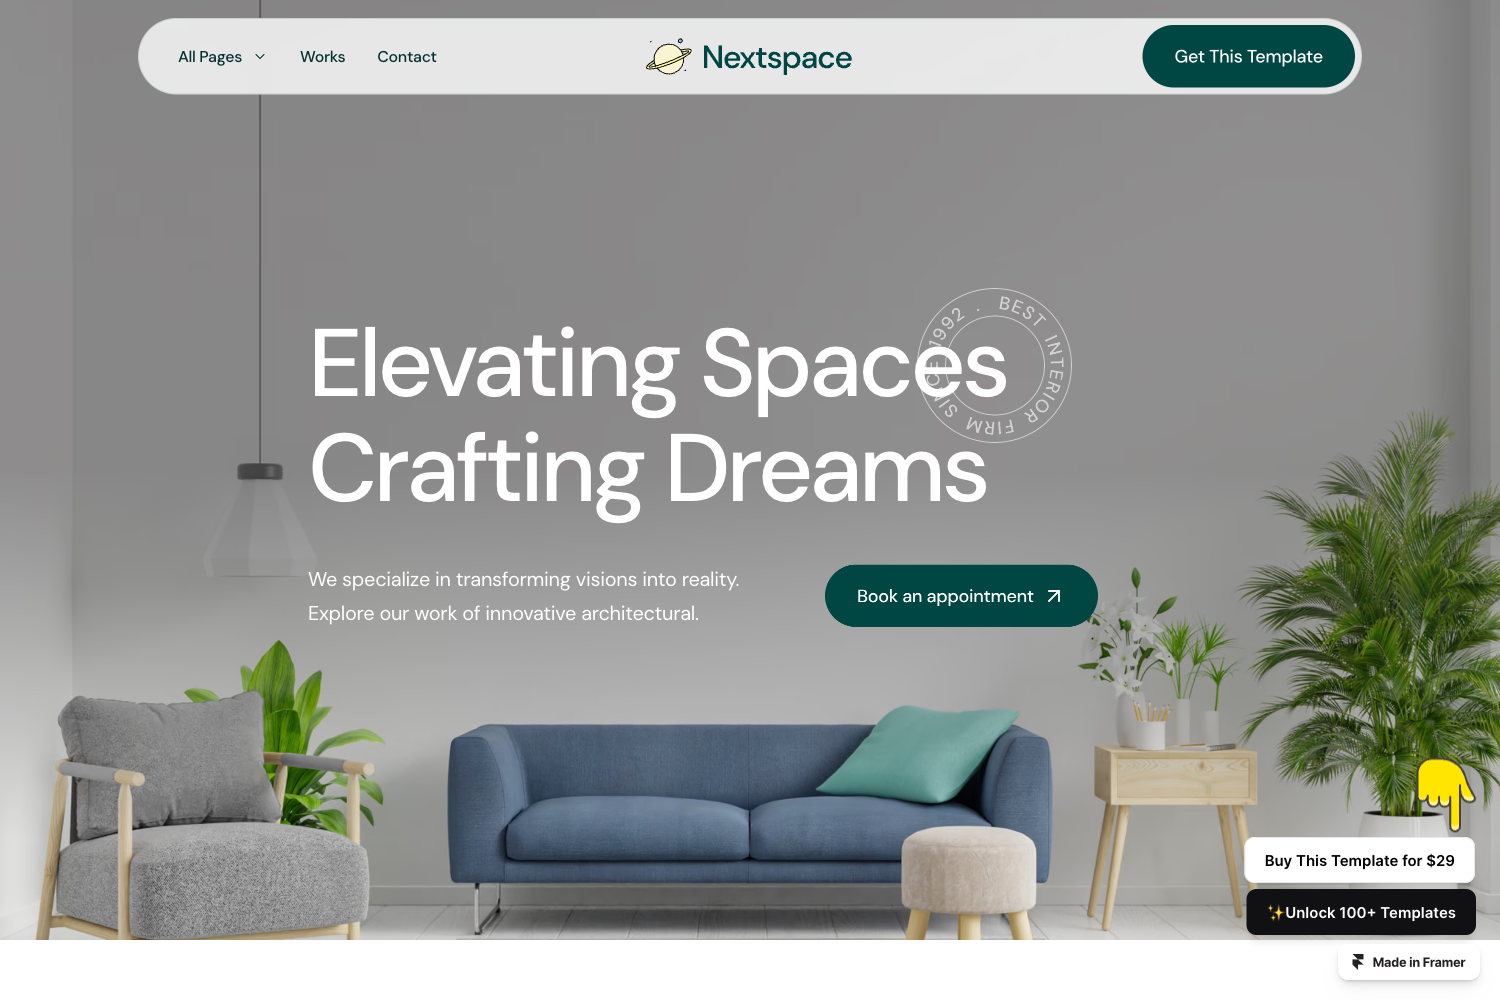 All Pages
Works
Contact
Nextspace
Get This Template
BEST INTERIOR FIRM SINCE 1992 .
Elevating Spaces
Crafting Dreams
We specialize in transforming visions into reality.
Explore our work of innovative architectural.
Book an appointment
Buy This Template for $29
✨Unlock 100+ Templates
Made in Framer